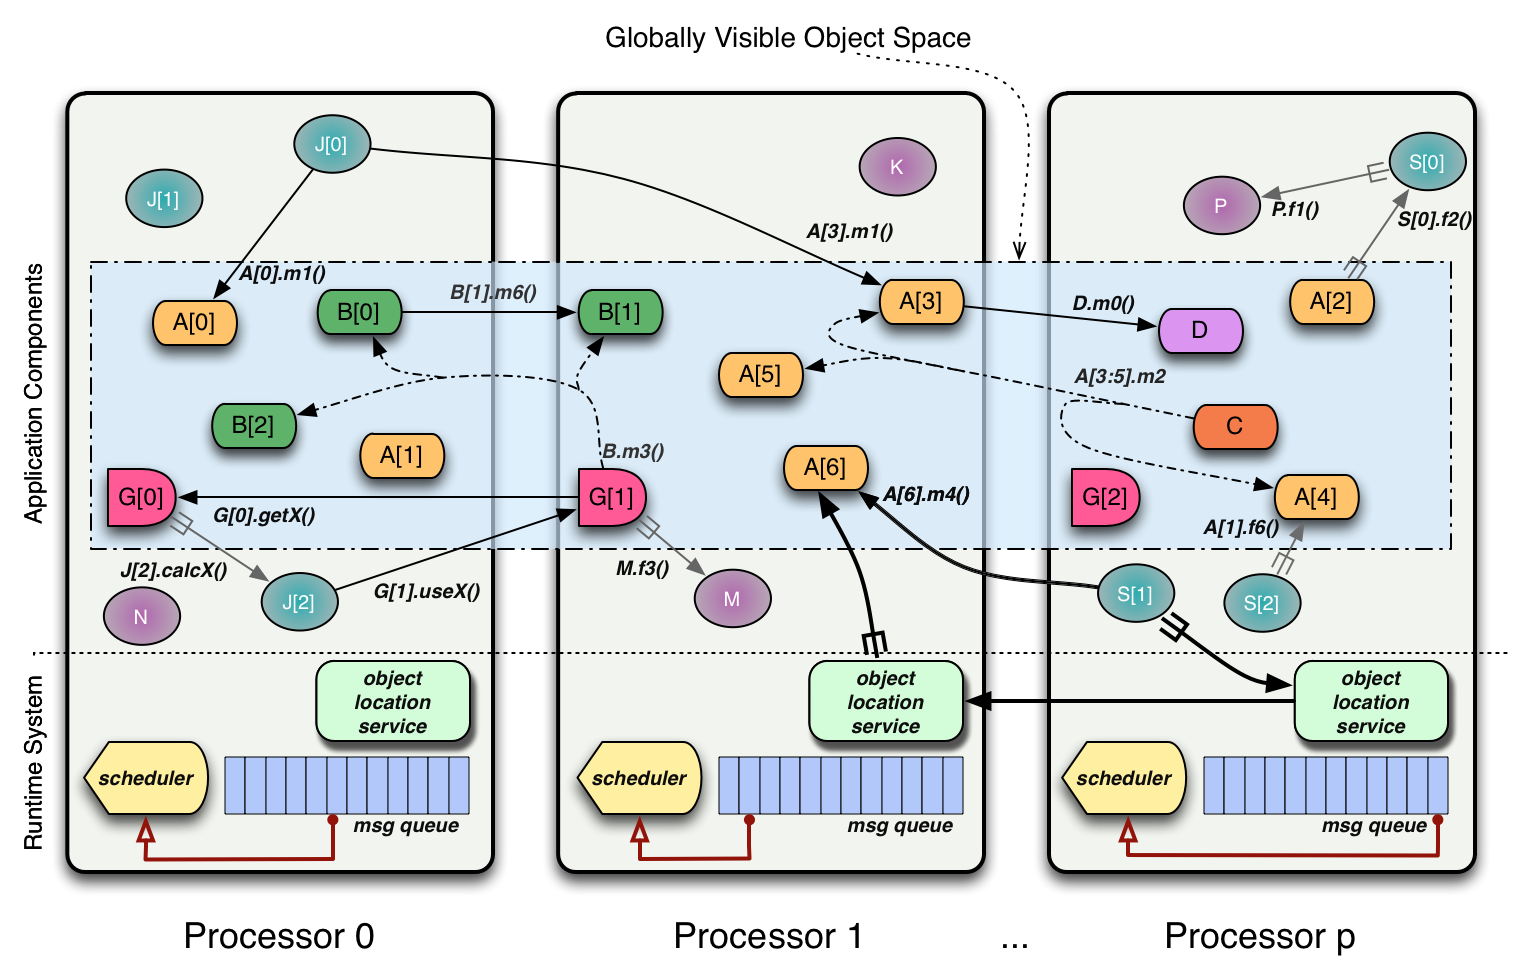 Globally Visible Object Space
J[0]
J[1]
K
S[0]
P
P.f1()
S[0].f2()
A[3].m1()
A[0].m1()
Application Components
A[0]
B[0]
B[1].m6()
B[1]
A[3]
D.m0()
D
A[2]
A[5]
A[3:5].m2
B[2]
A[1]
B.m3()
C
A[6]
G[0]
G[0].getX()
G[1]
A[6].m4()
G[2]
A[4]
A[1].f6()
J[2].calcX()
G[1].useX()
M.f3()
N
J[2]
M
S[1]
S[2]
Runtime System
object
location
service
object
location
service
object
location
service
scheduler
msg queue
scheduler
msg queue
scheduler
msg queue
Processor 0
Processor 1
...
Processor p